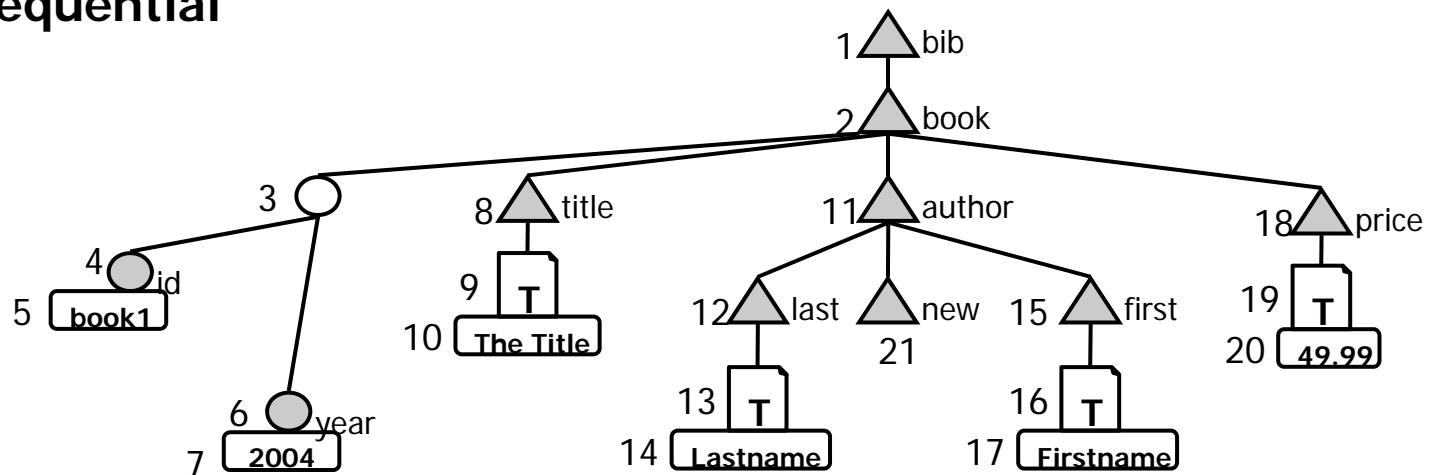 equential
1 bib
2 book
3
8 title
11 author
18 price
4 id
5 book1
9 T
10 The Title
12 last
21 new
15 first
19 T
20 49.99
6 year
7 2004
13 T
14 Lastname
16 T
17 Firstname